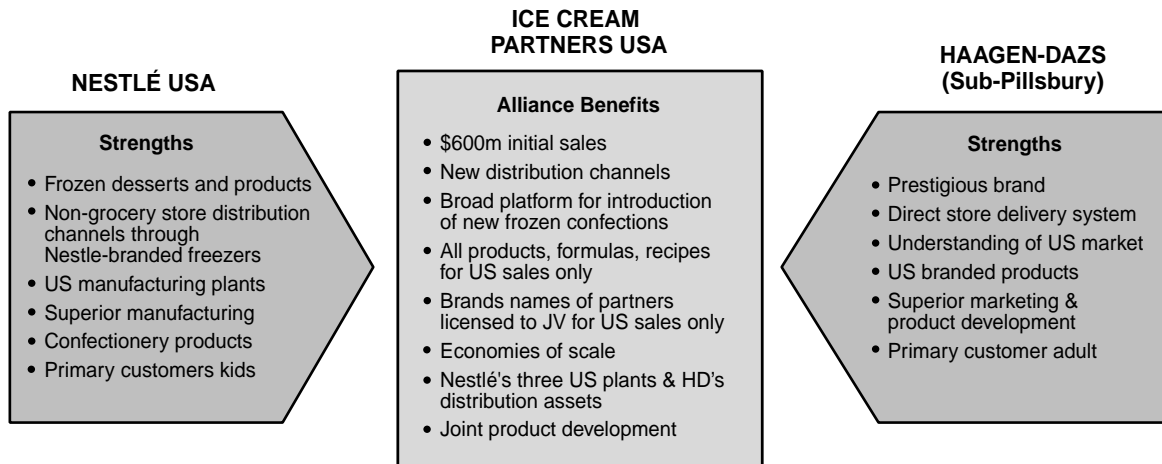 NESTLÉ USA
Strengths
• Frozen desserts and products
• Non-grocery store distribution
channels through
Nestle-branded freezers
• US manufacturing plants
• Superior manufacturing
• Confectionery products
• Primary customers kids
ICE CREAM
PARTNERS USA
Alliance Benefits
• $600m initial sales
• New distribution channels
• Broad platform for introduction
of new frozen confections
• All products, formulas, recipes
for US sales only
• Brands names of partners
licensed to JV for US sales only
• Economies of scale
• Nestlé's three US plants & HD's
distribution assets
• Joint product development
HAAGEN-DAZS
(Sub-Pillsbury)
Strengths
• Prestigious brand
• Direct store delivery system
• Understanding of US market
• US branded products
• Superior marketing &
product development
• Primary customer adult